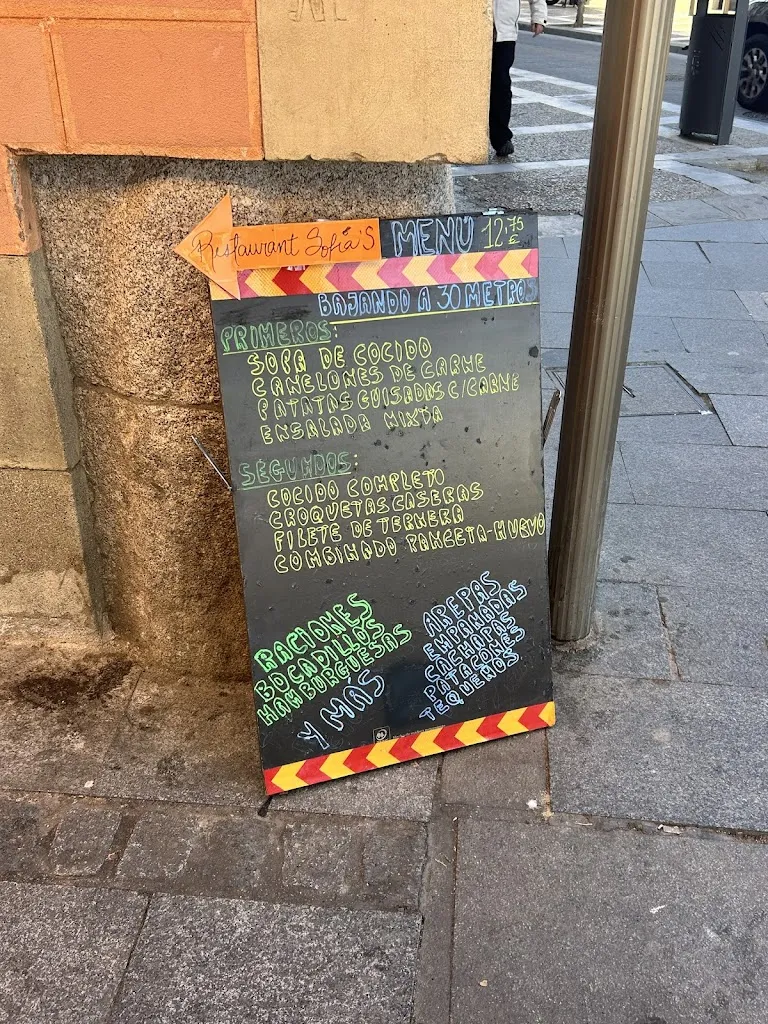 Restaurant Sofía's
MENÚ 12,75 €
BAJANDO A 30 METROS
PRIMEROS:
SOPA DE COCIDO
CANELONES DE CARNE
PATATAS GUISADAS C/CARNE
ENSALADA MIXTA
SEGUNDOS:
COCIDO COMPLETO
CROQUETAS CASERAS
FILETE DE TERNERA
COMBINADO PANCETA-HUEVO
RACIONES
BOCADILLOS
HAMBURGUESAS
Y MAS
AREPAS
EMPANADAS
CACHAPAS
PATACONES
TEQUEÑOS